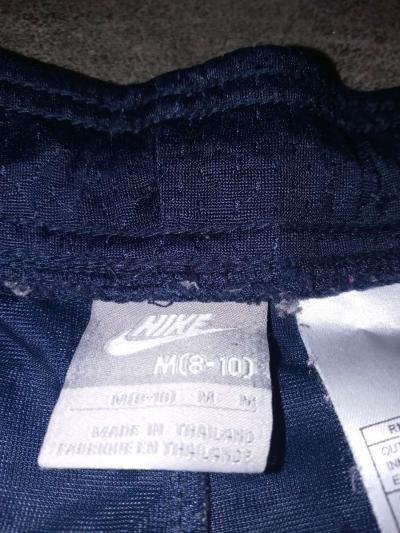 NIKE
M(8-10)
M(8-10) M M
MADE IN THAILAND
FABRIQUE EN THAILANDE